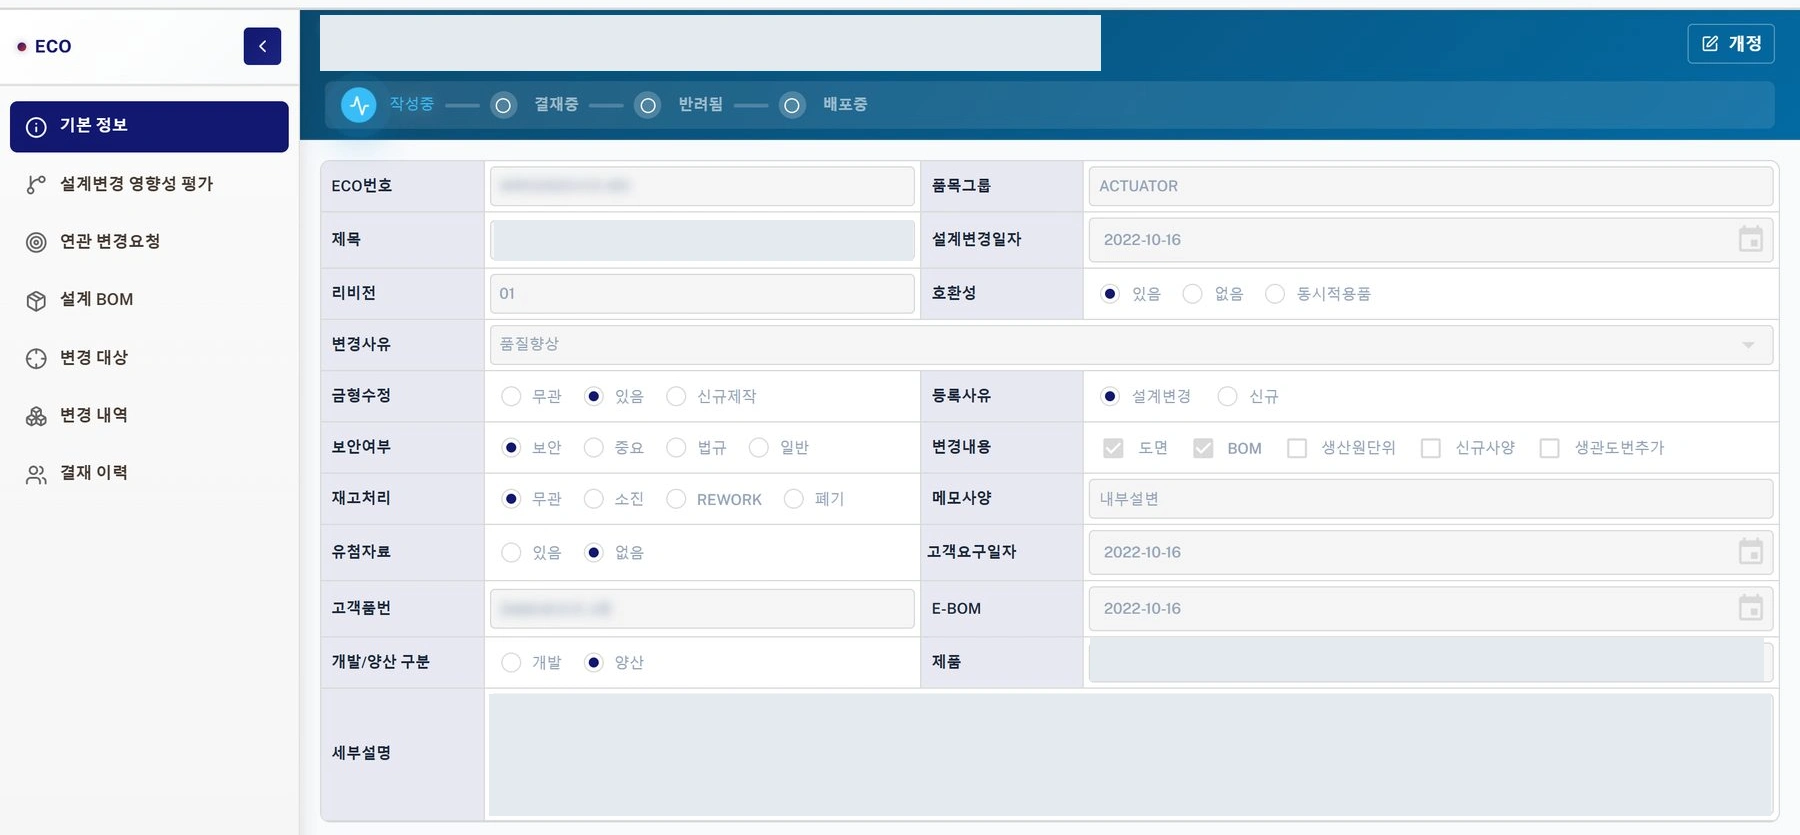 ECO
개정
작성중 결재중 반려됨 배포중
기본 정보
설계변경 영향성 평가
연관 변경요청
설계 BOM
변경 대상
변경 내역
결재 이력
ECO번호 품목그룹 ACTUATOR
제목 설계변경일자 2022-10-16
리비전 01 호환성 있음 없음 동시적용품
변경사유 품질향상
금형수정 무관 있음 신규제작 등록사유 설계변경 신규
보안여부 보안 중요 법규 일반 변경내용 도면 BOM 생산원단위 신규사양 생관도번추가
재고처리 무관 소진 REWORK 폐기 메모사양 내부설변
유첨자료 있음 없음 고객요구일자 2022-10-16
고객품번 E-BOM 2022-10-16
개발/양산 구분 개발 양산 제품
세부설명